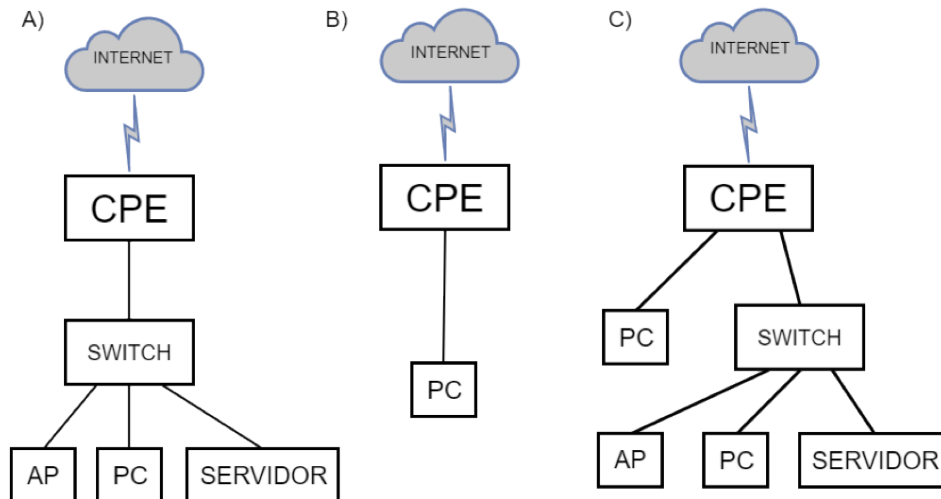 A)
INTERNET
CPE
SWITCH
AP
PC
SERVIDOR
B)
INTERNET
CPE
PC
C)
INTERNET
CPE
PC
SWITCH
AP
PC
SERVIDOR